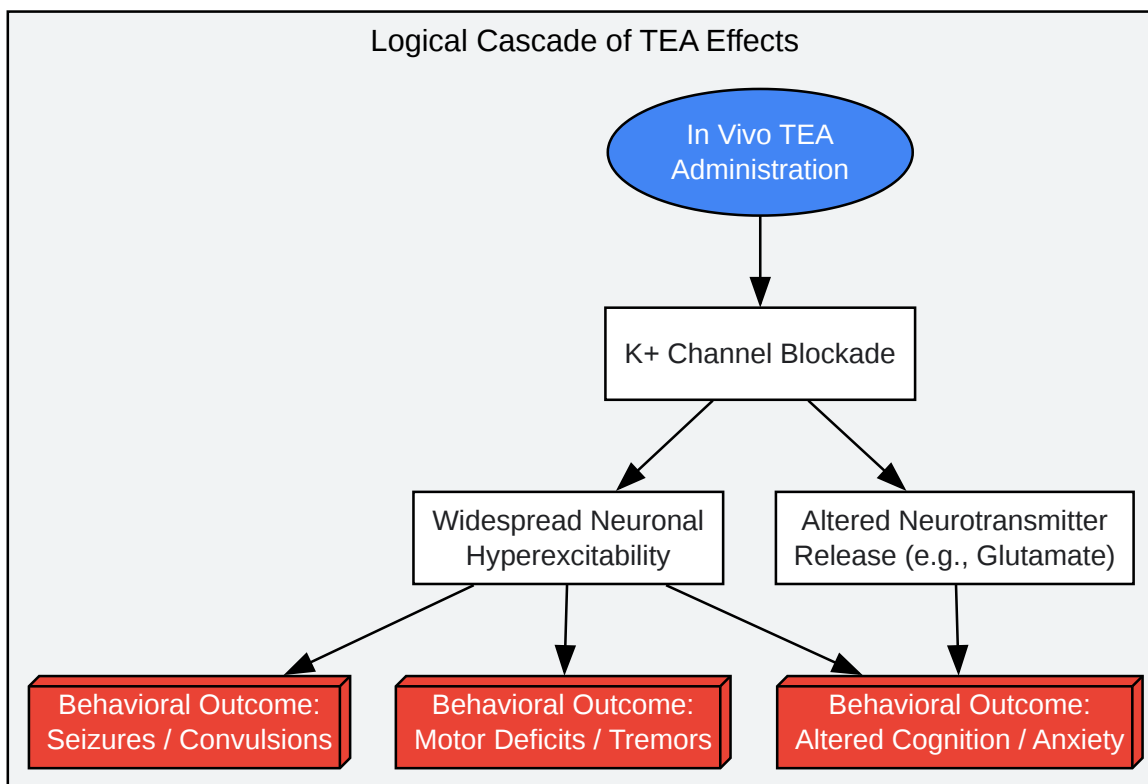 Logical Cascade of TEA Effects
In Vivo TEA
Administration
K+ Channel Blockade
Widespread Neuronal
Hyperexcitability
Altered Neurotransmitter
Release (e.g., Glutamate)
Behavioral Outcome:
Seizures / Convulsions
Behavioral Outcome:
Motor Deficits / Tremors
Behavioral Outcome:
Altered Cognition / Anxiety